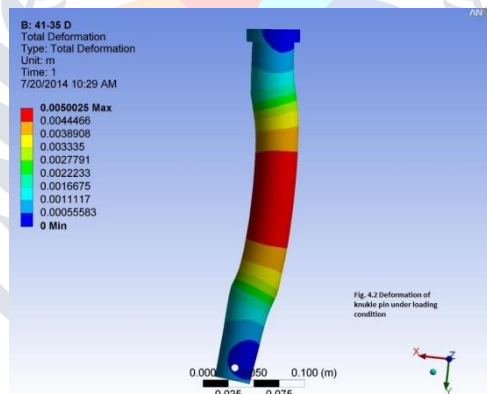 AN
B: 41-35 D
Total Deformation
Type: Total Deformation
Unit: m
Time: 1
7/20/2014 10:29 AM
0.0050025 Max
0.0044466
0.0038908
0.003335
0.0027791
0.0022233
0.0016675
0.0011117
0.00055583
0 Min
Fig. 4.2 Deformation of
knukle pin under loading
condition
0.000
0.050
0.100 (m)
0.025
0.075
X
Z
Y